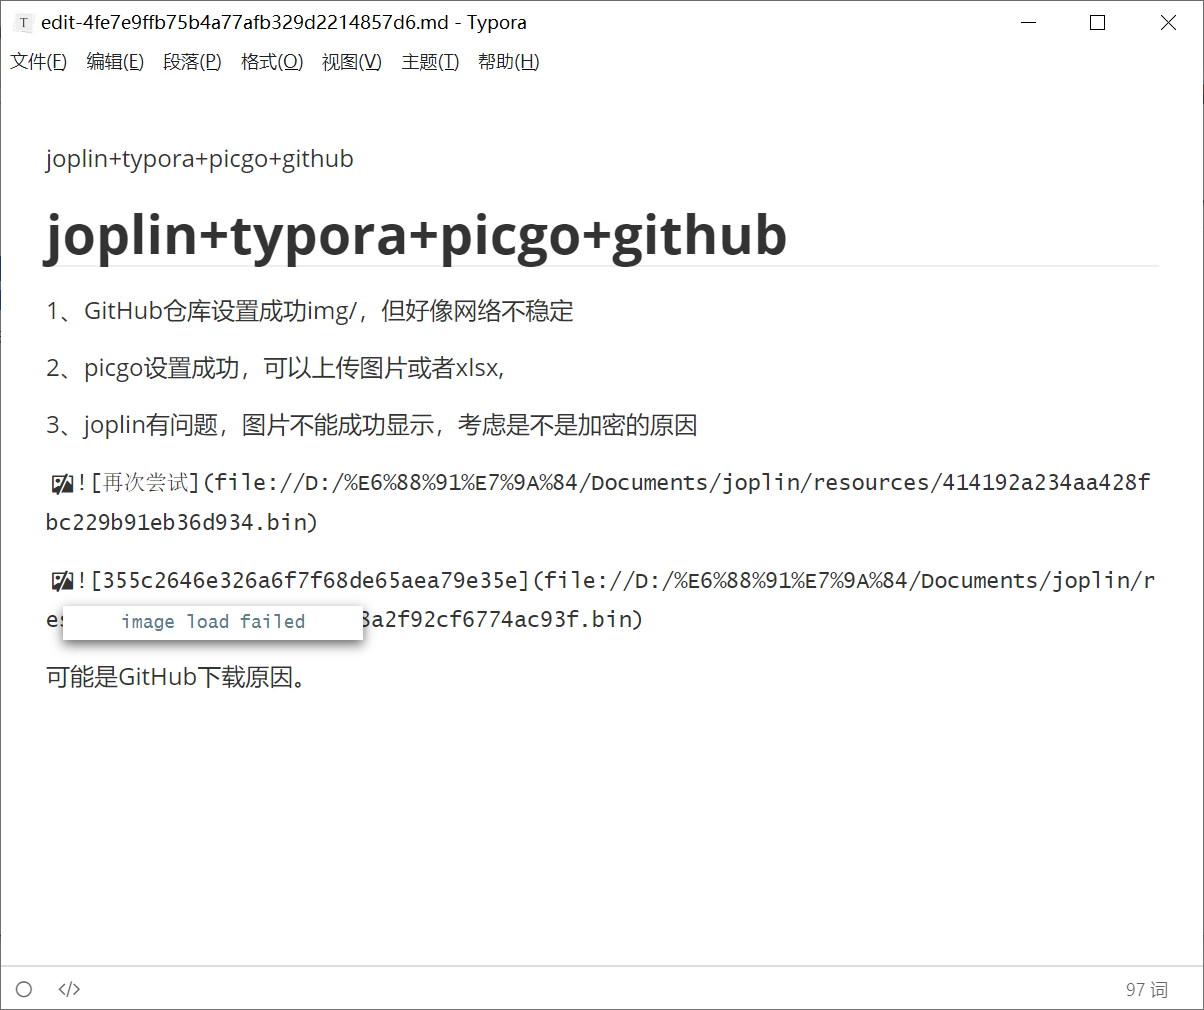 edit-4fe7e9ffb75b4a77afb329d2214857d6.md - Typora
文件(F) 编辑(E) 段落(P) 格式(O) 视图(V) 主题(T) 帮助(H)
joplin+typora+picgo+github
joplin+typora+picgo+github
1、GitHub仓库设置成功img/，但好像网络不稳定
2、picgo设置成功，可以上传图片或者xlsx,
3、joplin有问题，图片不能成功显示，考虑是不是加密的原因
![再次尝试](file://D:/%E6%88%91%E7%9A%84/Documents/joplin/resources/414192a234aa428f
bc229b91eb36d934.bin)
![355c2646e326a6f7f68de65aea79e35e](file://D:/%E6%88%91%E7%9A%84/Documents/joplin/r
es image load failed 8a2f92cf6774ac93f.bin)
可能是GitHub下载原因。
</> 97 词